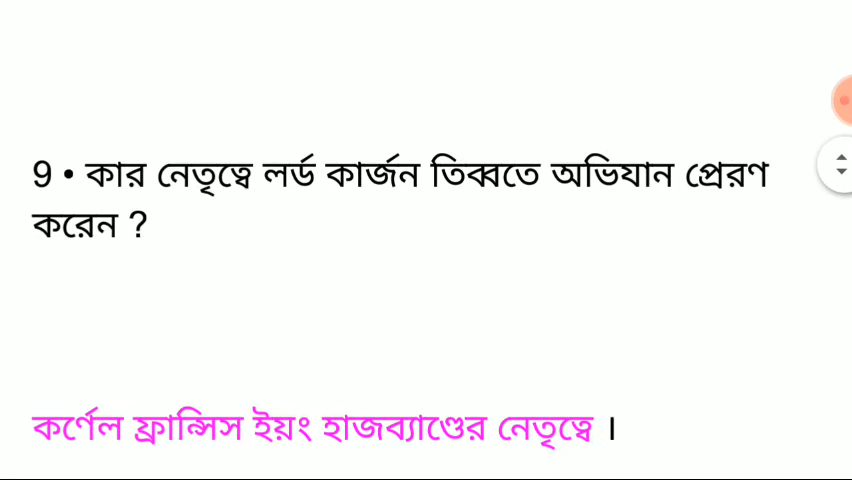 9 • কার নেতৃত্বে লর্ড কার্জন তিব্বতে অভিযান প্রেরণ
করেন ?
কর্ণেল ফ্রান্সিস ইয়ং হাজব্যাণ্ডের নেতৃত্বে ।